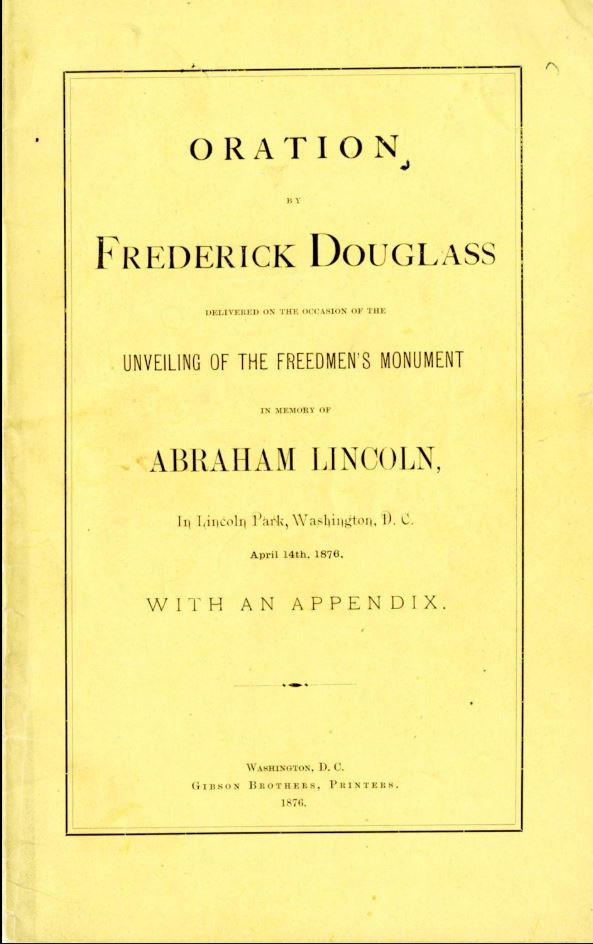 ORATION
BY
FREDERICK DOUGLASS
DELIVERED ON THE OCCASION OF THE
UNVEILING OF THE FREEDMEN'S MONUMENT
IN MEMORY OF
ABRAHAM LINCOLN,
In Lincoln Park, Washington, D. C.
April 14th, 1876,
WITH AN APPENDIX.
WASHINGTON, D. C.
GIBSON BROTHERS, PRINTERS.
1876.